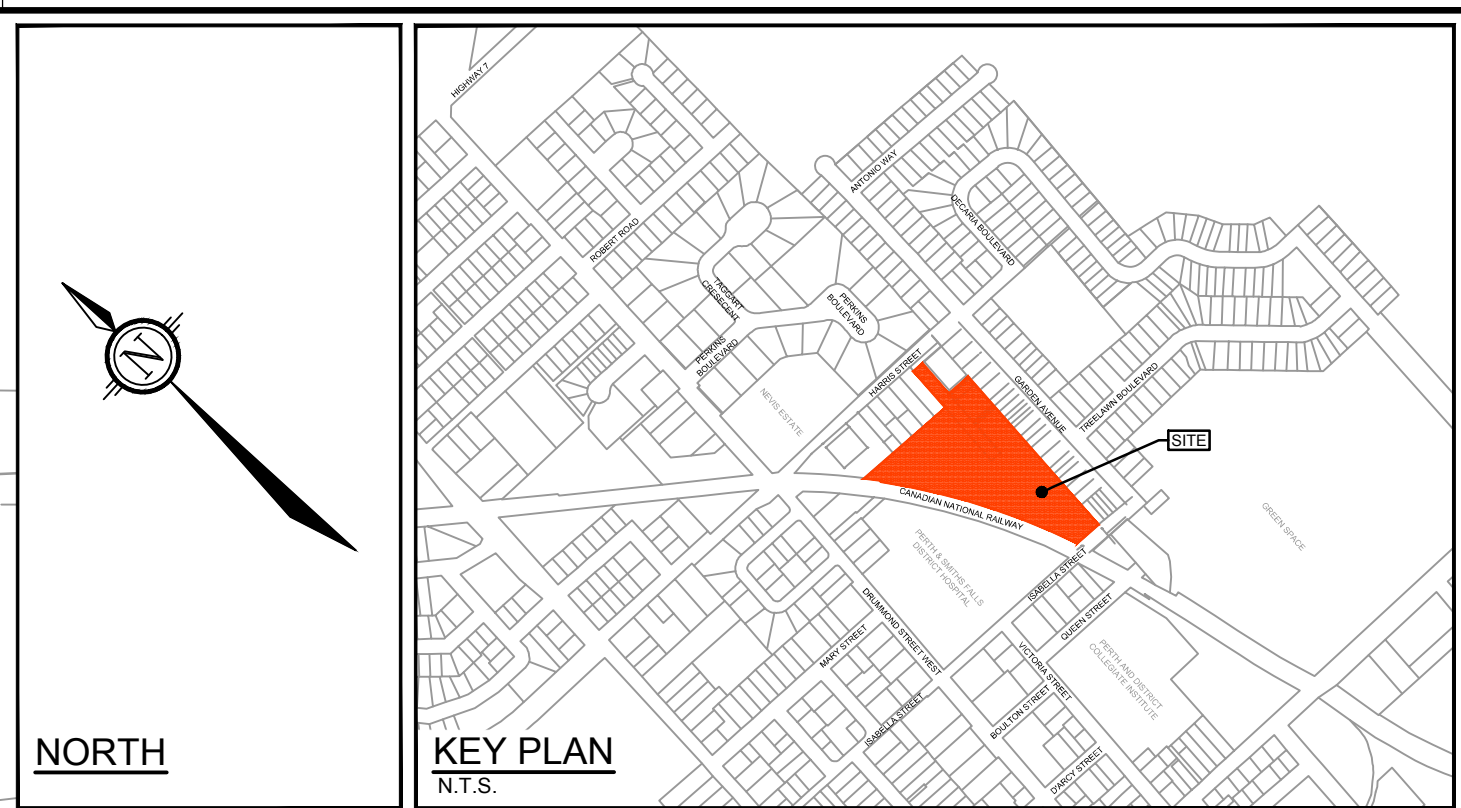 HIGHWAY 7
ROBERT ROAD
ANTONIO WAY
DECARIA BOULEVARD
TAGGART
CRESECENT
PERKINS
BOULEVARD
PERKINS
BOULEVARD
HARRIS STREET
NEVIS ESTATE
GARDEN AVENUE
TREELAWN BOULEVARD
SITE
CANADIAN NATIONAL RAILWAY
GREEN SPACE
PERTH & SMITHS FALLS
DISTRICT HOSPITAL
ISABELLA STREET
QUEEN STREET
DRUMMOND STREET WEST
MARY STREET
VICTORIA STREET
PERTH AND DISTRICT
COLLEGIATE INSTITUTE
BOULTON STREET
ISABELLA STREET
D'ARCY STREET
N
NORTH
KEY PLAN
N.T.S.